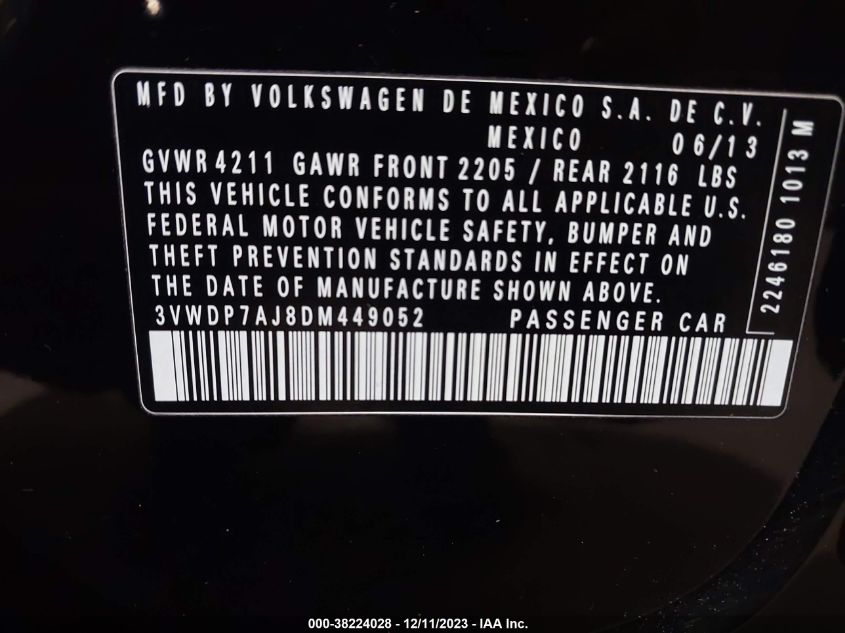 MFD BY VOLKSWAGEN DE MEXICO S.A. DE C.V.
MEXICO 06/13
GVWR 4211 GAWR FRONT 2205 / REAR 2116 LBS
THIS VEHICLE CONFORMS TO ALL APPLICABLE U.S.
FEDERAL MOTOR VEHICLE SAFETY, BUMPER AND
THEFT PREVENTION STANDARDS IN EFFECT ON
THE DATE OF MANUFACTURE SHOWN ABOVE.
3VWDP7AJ8DM449052 PASSENGER CAR
2246180 1013 M
000-38224028 - 12/11/2023 - IAA Inc.